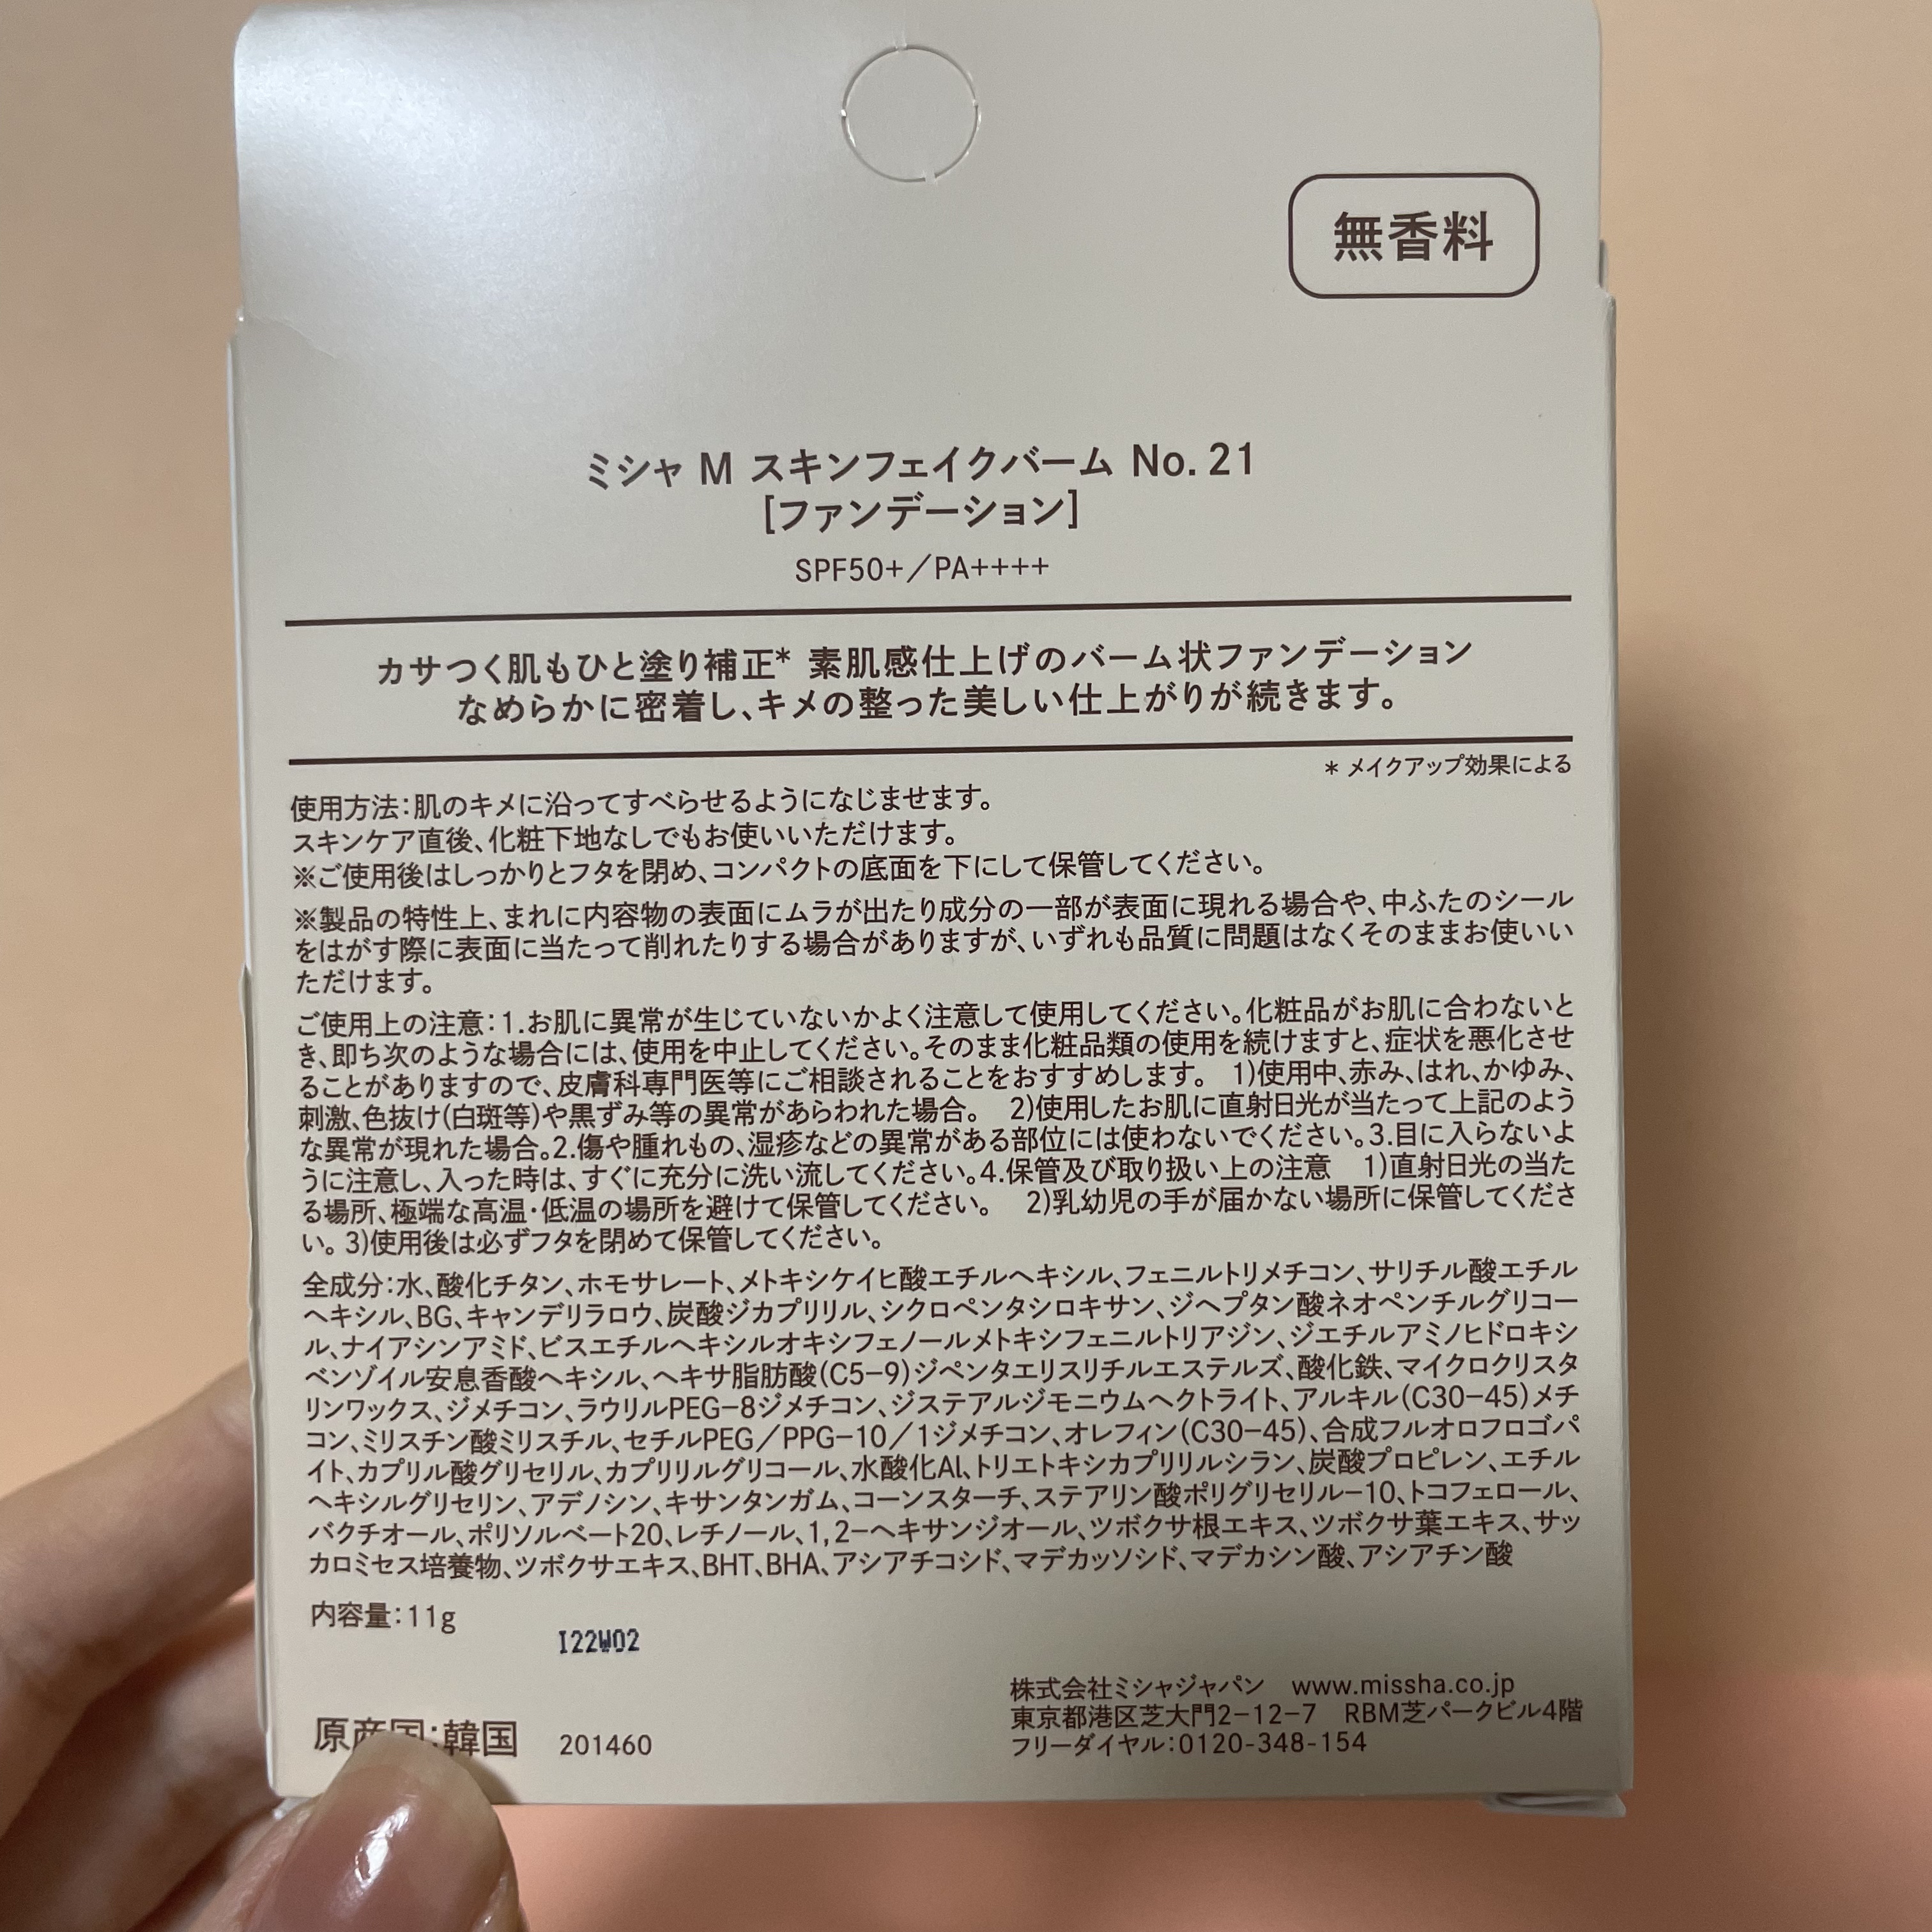 無香料
ミシャ M スキンフェイクバーム No. 21
[ファンデーション]
SPF50+／PA++++
カサつく肌もひと塗り補正* 素肌感仕上げのバーム状ファンデーション
なめらかに密着し、キメの整った美しい仕上がりが続きます。
* メイクアップ効果による
使用方法：肌のキメに沿ってすべらせるようになじませます。
スキンケア直後、化粧下地なしでもお使いいただけます。
※ご使用後はしっかりとフタを閉め、コンパクトの底面を下にして保管してください。
※製品の特性上、まれに内容物の表面にムラが出たり成分の一部が表面に現れる場合や、中ふたのシール
をはがす際に表面に当たって削れたりする場合がありますが、いずれも品質に問題はなくそのままお使いい
ただけます。
ご使用上の注意：1.お肌に異常が生じていないかよく注意して使用してください。化粧品がお肌に合わないと
き、即ち次のような場合には、使用を中止してください。そのまま化粧品類の使用を続けますと、症状を悪化させ
ることがありますので、皮膚科専門医等にご相談されることをおすすめします。 1)使用中、赤み、はれ、かゆみ、
刺激、色抜け(白斑等)や黒ずみ等の異常があらわれた場合。 2)使用したお肌に直射日光が当たって上記のよう
な異常が現れた場合。2.傷や腫れもの、湿疹などの異常がある部位には使わないでください。3.目に入らないよ
うに注意し、入った時は、すぐに充分に洗い流してください。4.保管及び取り扱い上の注意 1)直射日光の当た
る場所、極端な高温・低温の場所を避けて保管してください。 2)乳幼児の手が届かない場所に保管してくださ
い。3)使用後は必ずフタを閉めて保管してください。
全成分：水、酸化チタン、ホモサレート、メトキシケイヒ酸エチルヘキシル、フェニルトリメチコン、サリチル酸エチル
ヘキシル、BG、キャンデリラロウ、炭酸ジカプリリル、シクロペンタシロキサン、ジヘプタン酸ネオペンチルグリコー
ル、ナイアシンアミド、ビスエチルヘキシルオキシフェノールメトキシフェニルトリアジン、ジエチルアミノヒドロキシ
ベンゾイル安息香酸ヘキシル、ヘキサ脂肪酸(C5−9)ジペンタエリスリチルエステルズ、酸化鉄、マイクロクリスタ
リンワックス、ジメチコン、ラウリルPEG−8ジメチコン、ジステアルジモニウムヘクトライト、アルキル(C30−45)メチ
コン、ミリスチン酸ミリスチル、セチルPEG／PPG−10／1ジメチコン、オレフィン(C30−45)、合成フルオロフロゴパ
イト、カプリル酸グリセリル、カプリリルグリコール、水酸化Al、トリエトキシカプリリルシラン、炭酸プロピレン、エチル
ヘキシルグリセリン、アデノシン、キサンタンガム、コーンスターチ、ステアリン酸ポリグリセリル−10、トコフェロール、
バクチオール、ポリソルベート20、レチノール、1,2−ヘキサンジオール、ツボクサ根エキス、ツボクサ葉エキス、サッ
カロミセス培養物、ツボクサエキス、BHT、BHA、アシアチコシド、マデカッソシド、マデカシン酸、アシアチン酸
内容量：11g
I22W02
原産国：韓国 201460
株式会社ミシャジャパン www.missha.co.jp
東京都港区芝大門2−12−7 RBM芝パークビル4階
フリーダイヤル：0120-348-154